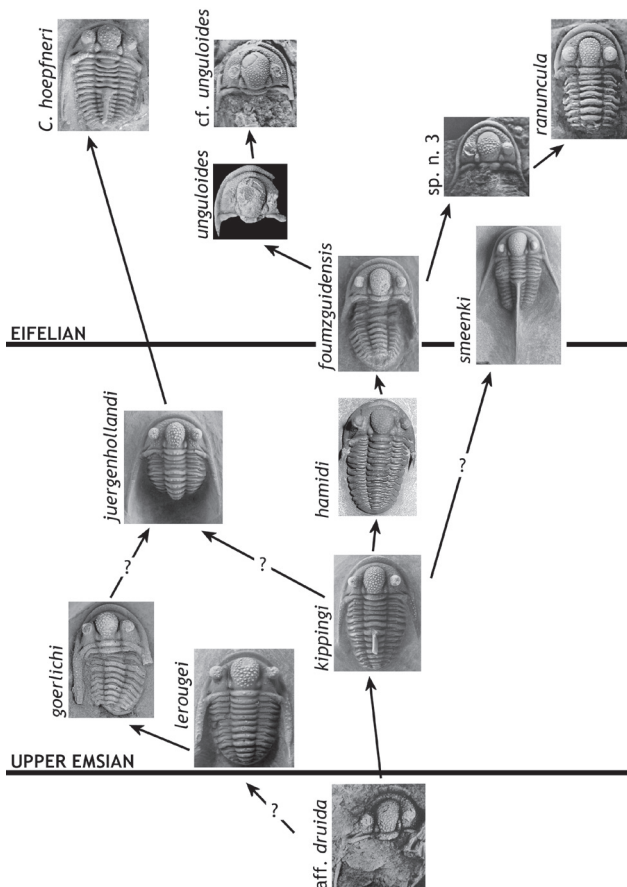 C. hoepfneri
cf. unguloides
ranuncula
sp. n. 3
unguloides
foumzguidensis
smeenki
EIFELIAN
juergenhollandi
hamidi
?
?
?
kippingi
goerlichi
lerougei
UPPER EMSIAN
?
aff. druida